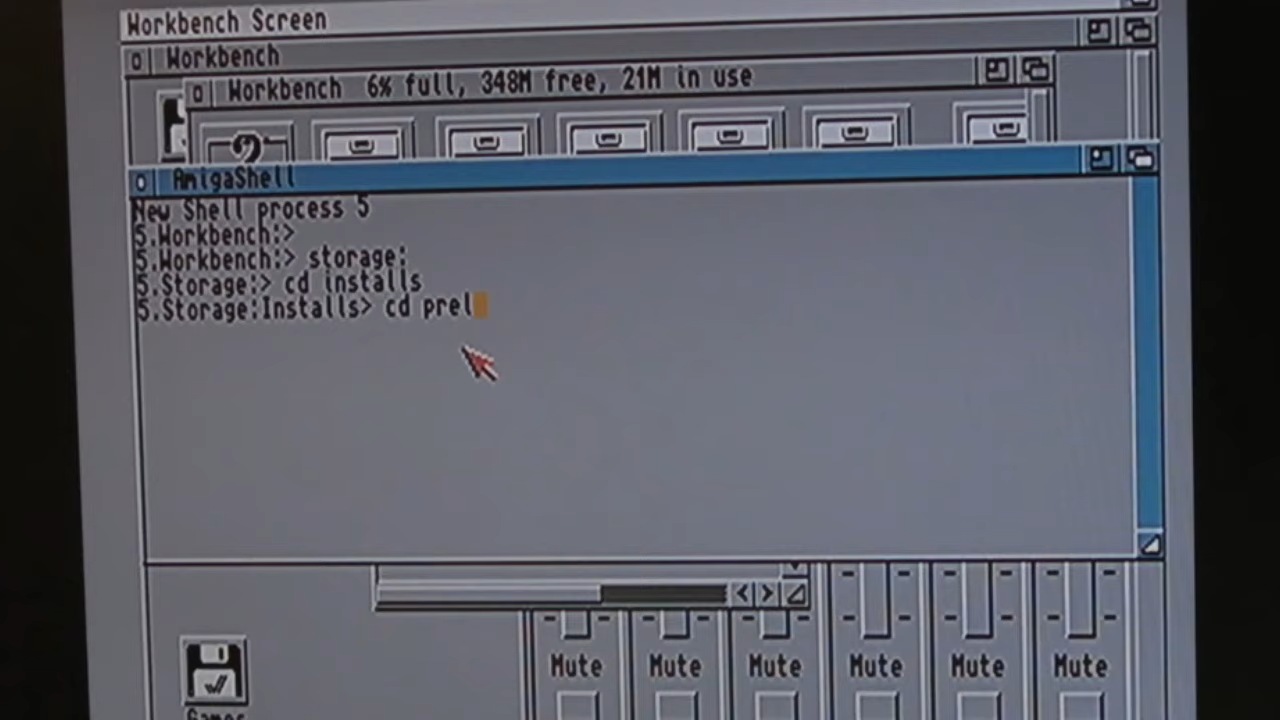 Workbench Screen
Workbench
Workbench 6% full, 348M free, 21M in use
AmigaShell
New Shell process 5
5.Workbench:>
5.Workbench:> storage:
5.Storage:> cd installs
5.Storage:Installs> cd prel
Mute Mute Mute Mute Mute Mute
Games